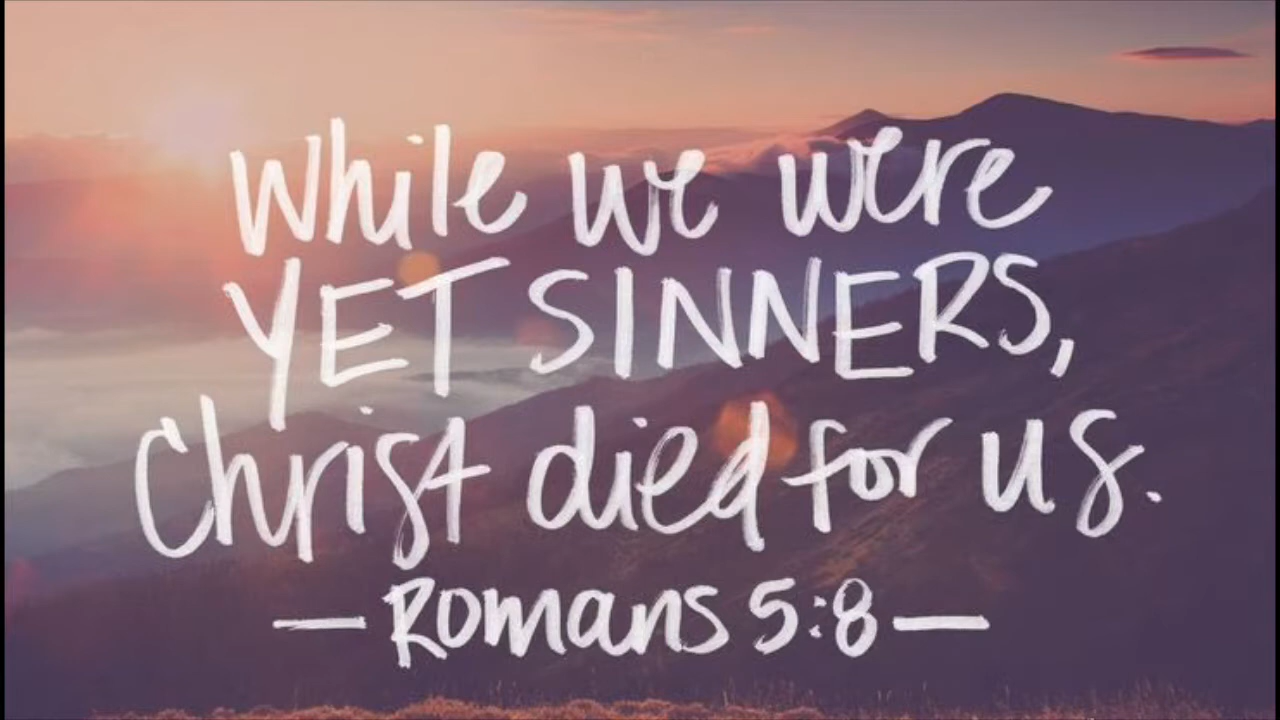 While we were
YET SINNERS,
Christ died for us.
— Romans 5:8 —